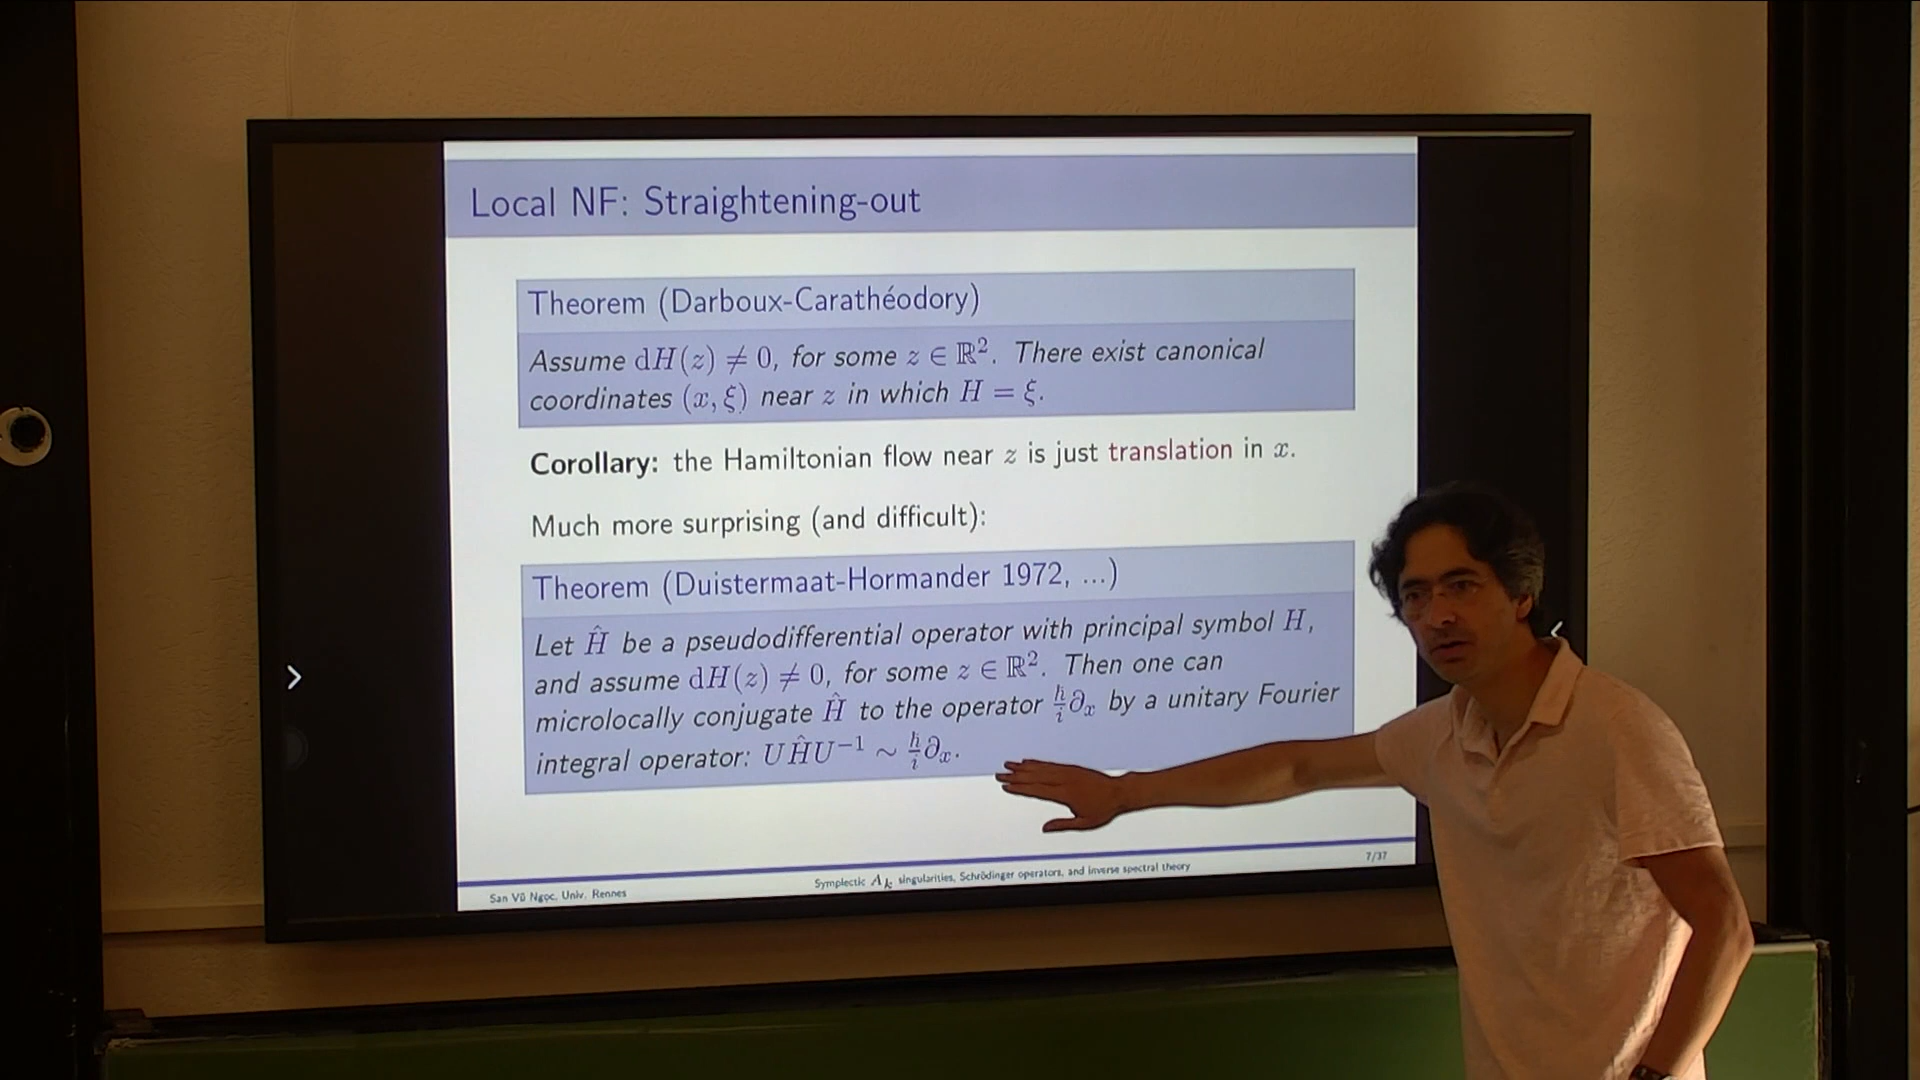 Local NF: Straightening-out
Theorem (Darboux-Carathéodory)
Assume dH(z) ≠ 0, for some z ∈ ℝ². There exist canonical
coordinates (x, ξ) near z in which H = ξ.
Corollary: the Hamiltonian flow near z is just translation in x.
Much more surprising (and difficult):
Theorem (Duistermaat-Hormander 1972, ...)
Let Ĥ be a pseudodifferential operator with principal symbol H,
and assume dH(z) ≠ 0, for some z ∈ ℝ². Then one can
microlocally conjugate Ĥ to the operator ħ/i ∂ₓ by a unitary Fourier
integral operator: UĤU⁻¹ ∼ ħ/i ∂ₓ.
7/37
San Vũ Ngọc, Univ. Rennes
Symplectic Aₖ singularities, Schrödinger operators, and inverse spectral theory